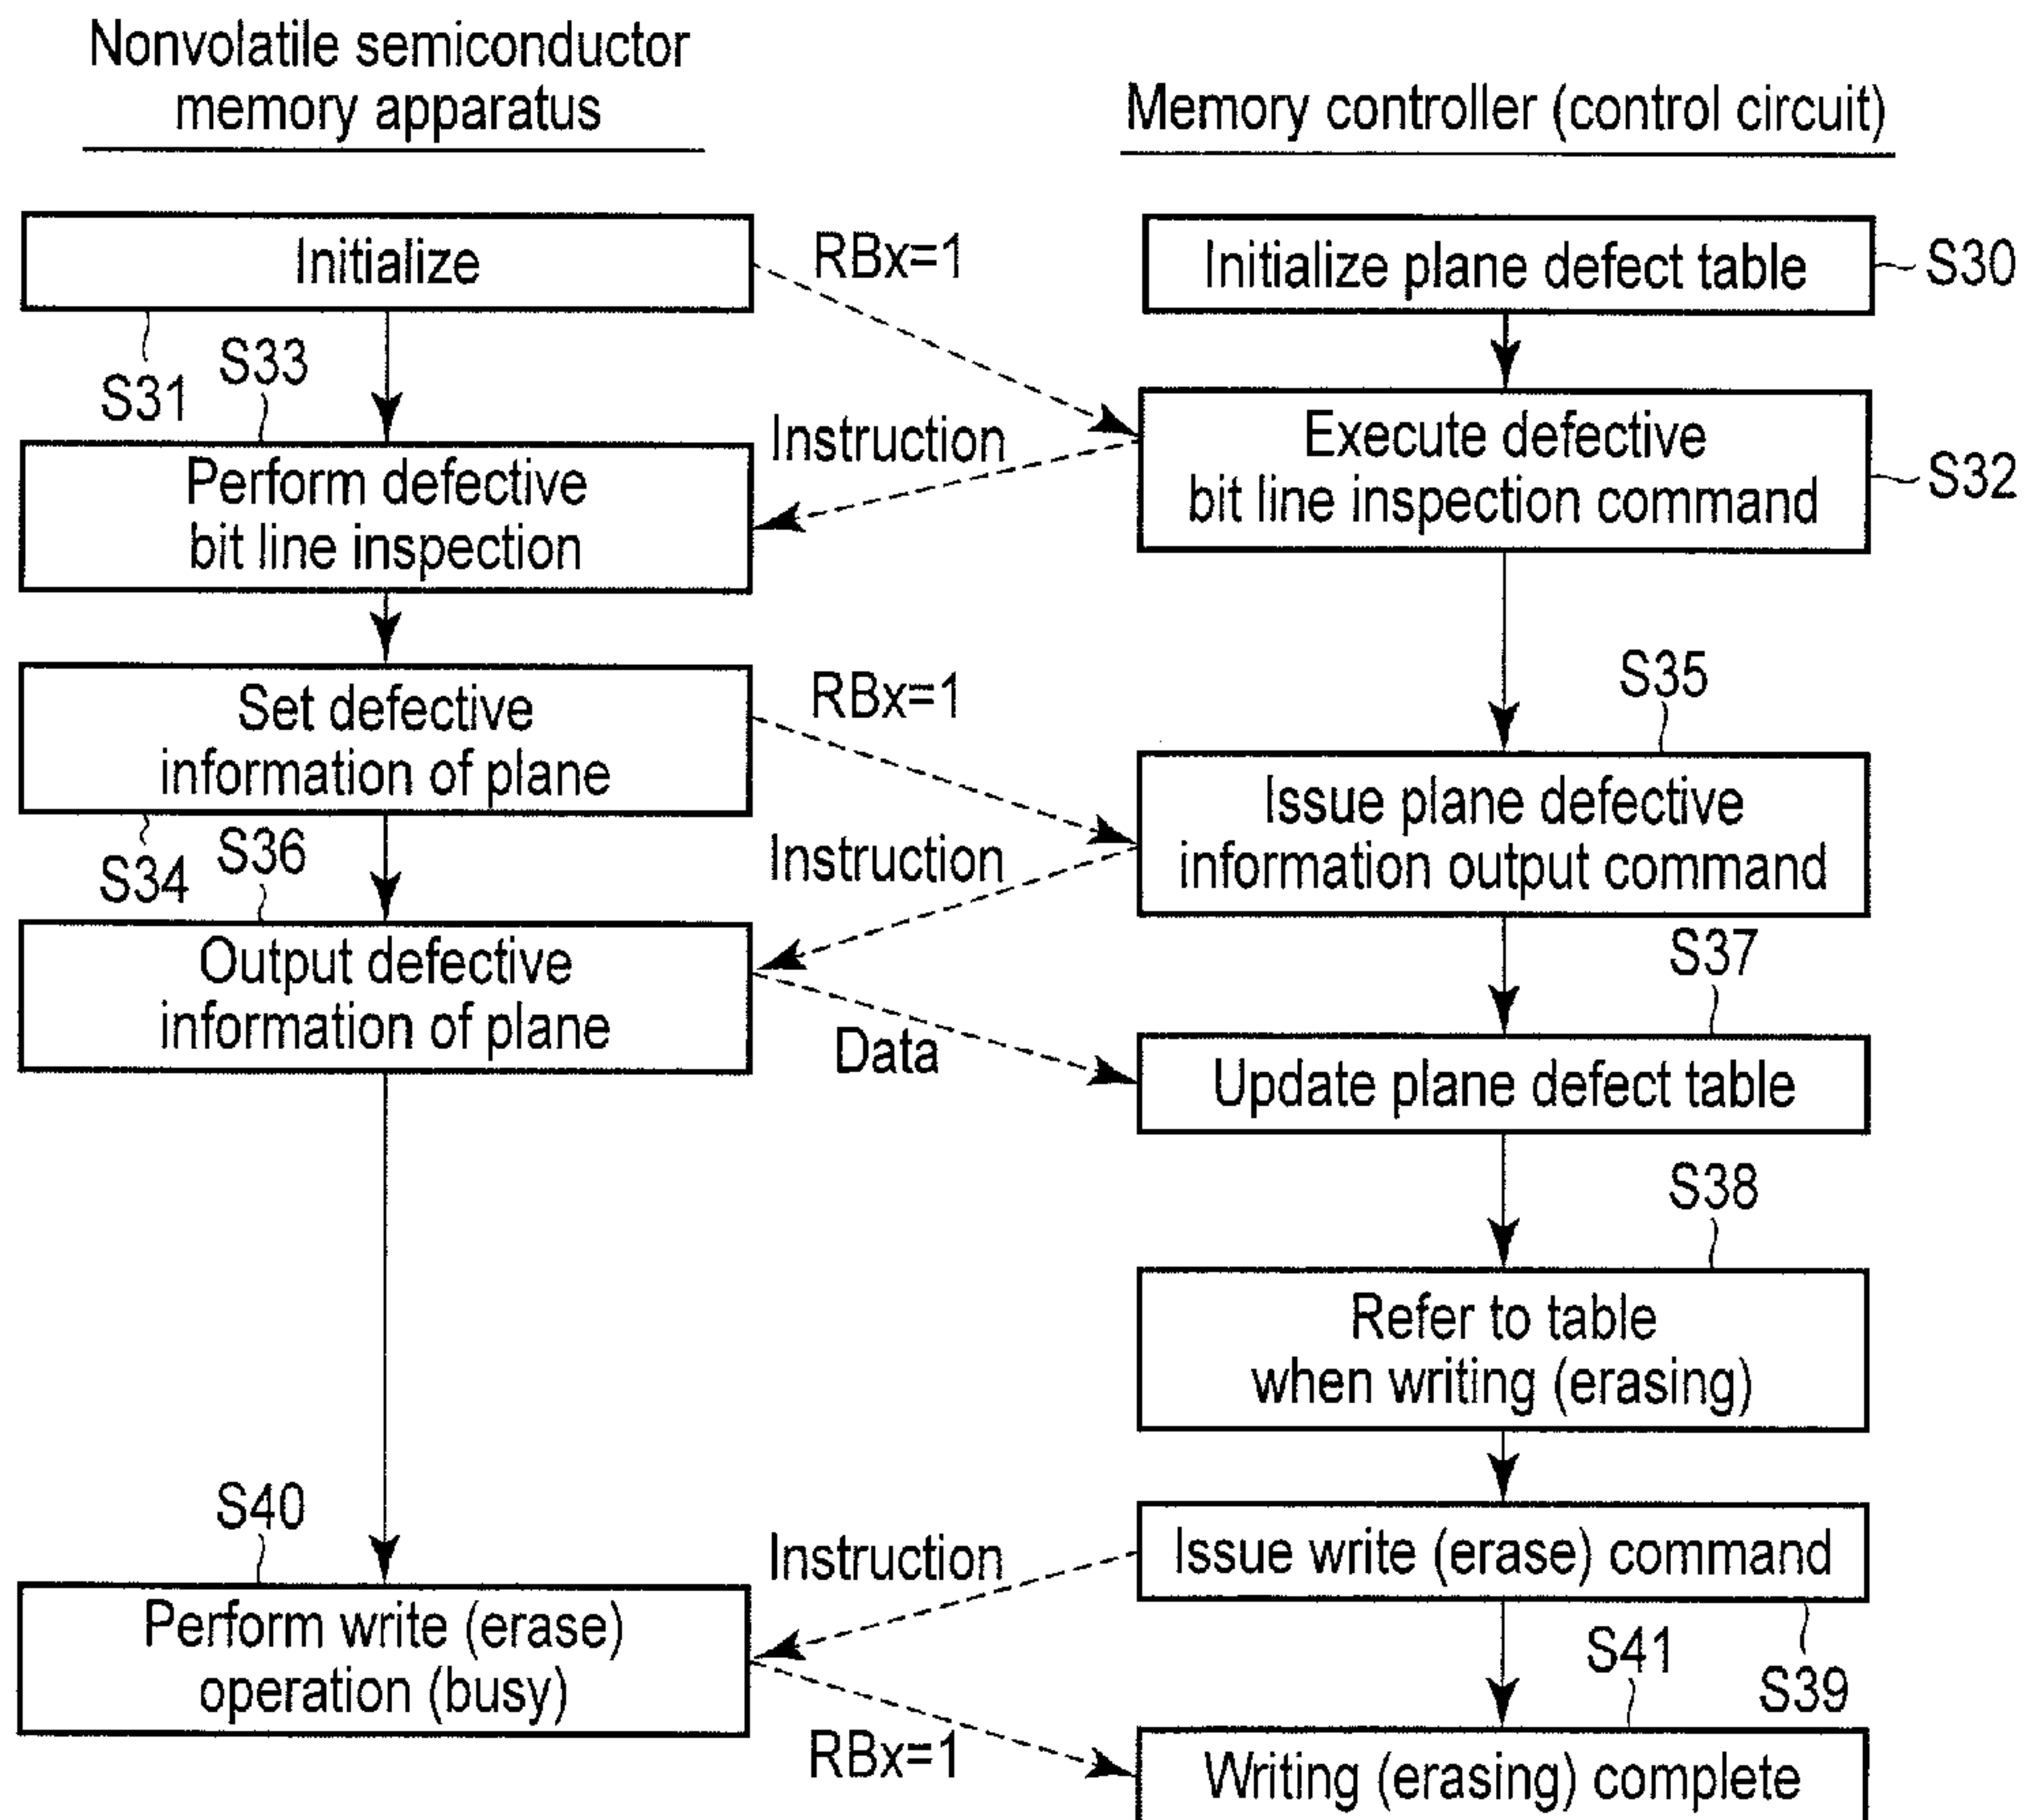 Nonvolatile semiconductor
memory apparatus
Memory controller (control circuit)
Initialize
RBx=1
Initialize plane defect table
S30
S31
S33
Instruction
Execute defective
bit line inspection command
S32
Perform defective
bit line inspection
Set defective
information of plane
RBx=1
S35
Issue plane defective
information output command
S34
S36
Instruction
Output defective
information of plane
Data
S37
Update plane defect table
S38
Refer to table
when writing (erasing)
S40
Instruction
Issue write (erase) command
S39
Perform write (erase)
operation (busy)
RBx=1
S41
Writing (erasing) complete